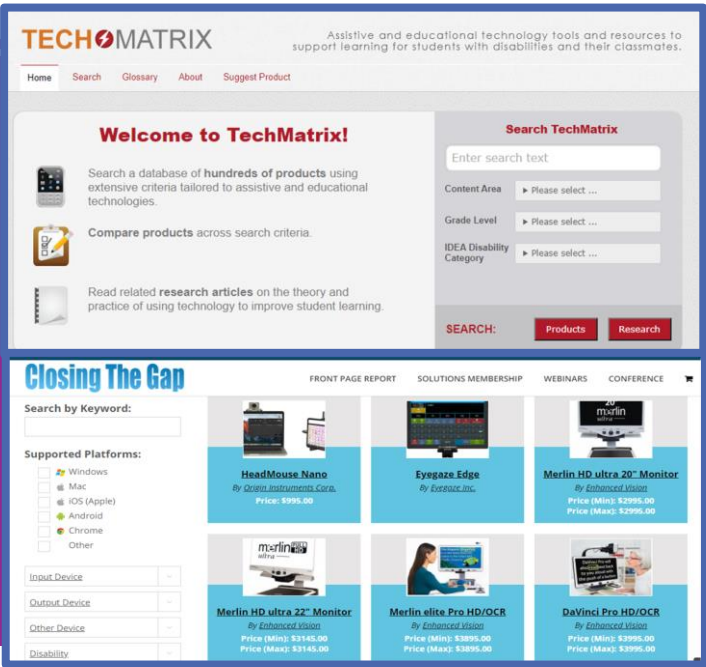 TECHMATRIX
Assistive and educational technology tools and resources to
support learning for students with disabilities and their classmates.
Home Search Glossary About Suggest Product
Welcome to TechMatrix!
Search a database of hundreds of products using
extensive criteria tailored to assistive and educational
technologies.
Compare products across search criteria.
Read related research articles on the theory and
practice of using technology to improve student learning.
Search TechMatrix
Enter search text
Content Area Please select ...
Grade Level Please select ...
IDEA Disability
Category Please select ...
SEARCH: Products Research
Closing The Gap
FRONT PAGE REPORT SOLUTIONS MEMBERSHIP WEBINARS CONFERENCE
Search by Keyword:
Supported Platforms:
Windows
Mac
iOS (Apple)
Android
Chrome
Other
Input Device
Output Device
Other Device
Disability
HeadMouse Nano
By Origin Instruments Corp.
Price: $995.00
Eyegaze Edge
By Eyegaze Inc.
20"
merlin
ultra
Merlin HD ultra 20" Monitor
By Enhanced Vision
Price (Min): $2995.00
Price (Max): $2995.00
merlin FULL HD
ultra
Merlin HD ultra 22" Monitor
By Enhanced Vision
Price (Min): $3145.00
Price (Max): $3145.00
Merlin elite Pro HD/OCR
By Enhanced Vision
Price (Min): $3895.00
Price (Max): $3895.00
DaVinci Pro HD/OCR
By Enhanced Vision
Price (Min): $3995.00
Price (Max): $3995.00